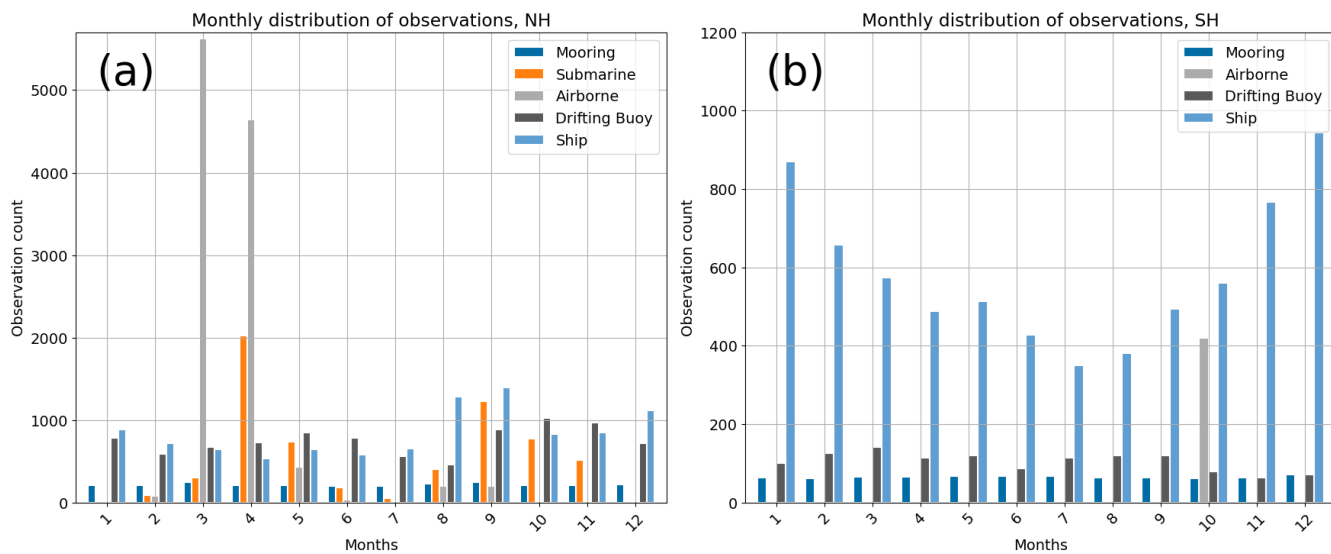 Monthly distribution of observations, NH
(a)
Mooring
Submarine
Airborne
Drifting Buoy
Ship
Observation count
5000
4000
3000
2000
1000
0
1 2 3 4 5 6 7 8 9 10 11 12
Months
Monthly distribution of observations, SH
(b)
Mooring
Airborne
Drifting Buoy
Ship
Observation count
1200
1000
800
600
400
200
0
1 2 3 4 5 6 7 8 9 10 11 12
Months